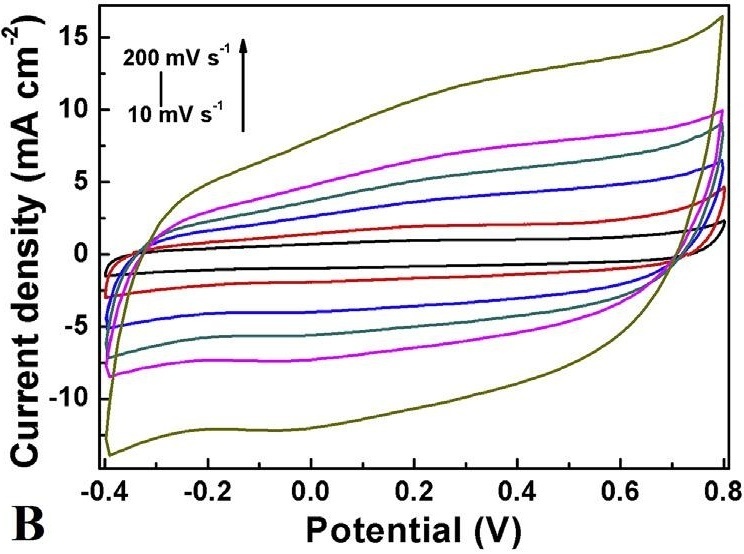 Current density (mA cm⁻²)
15
10
5
0
-5
-10
200 mV s⁻¹
10 mV s⁻¹
-0.4 -0.2 0.0 0.2 0.4 0.6 0.8
B
Potential (V)